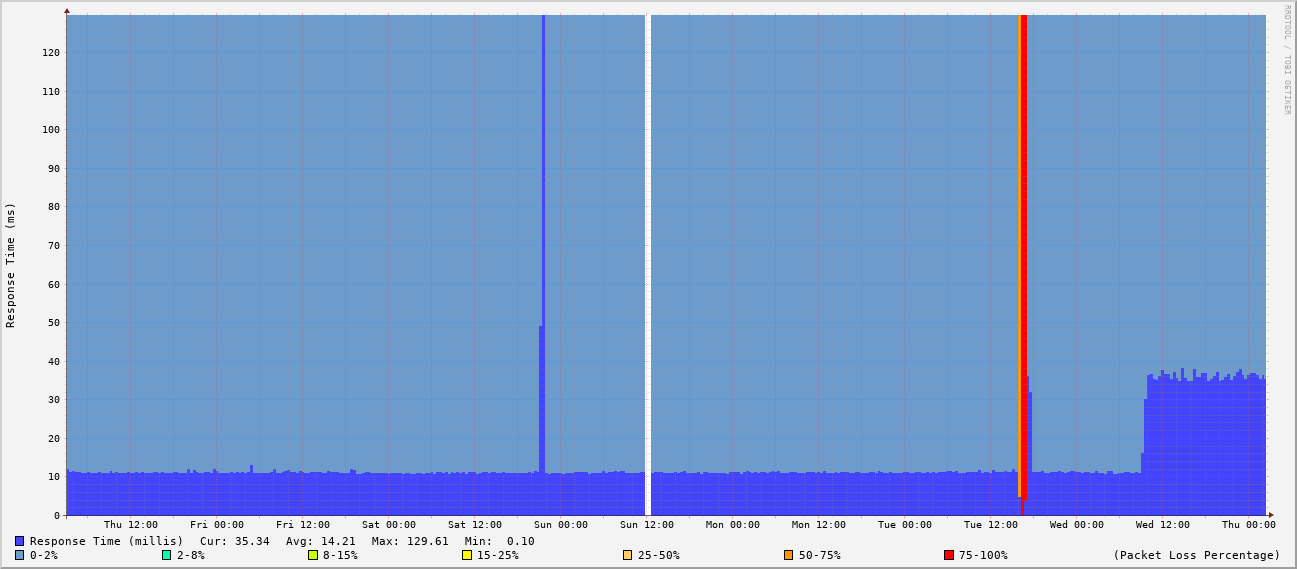 RRDTOOL / TOBI OETIKER
Response Time (ms)
120
110
100
90
80
70
60
50
40
30
20
10
0
Thu 12:00 Fri 00:00 Fri 12:00 Sat 00:00 Sat 12:00 Sun 00:00 Sun 12:00 Mon 00:00 Mon 12:00 Tue 00:00 Tue 12:00 Wed 00:00 Wed 12:00 Thu 00:00
Response Time (millis) Cur: 35.34 Avg: 14.21 Max: 129.61 Min: 0.10
0-2% 2-8% 8-15% 15-25% 25-50% 50-75% 75-100% (Packet Loss Percentage)